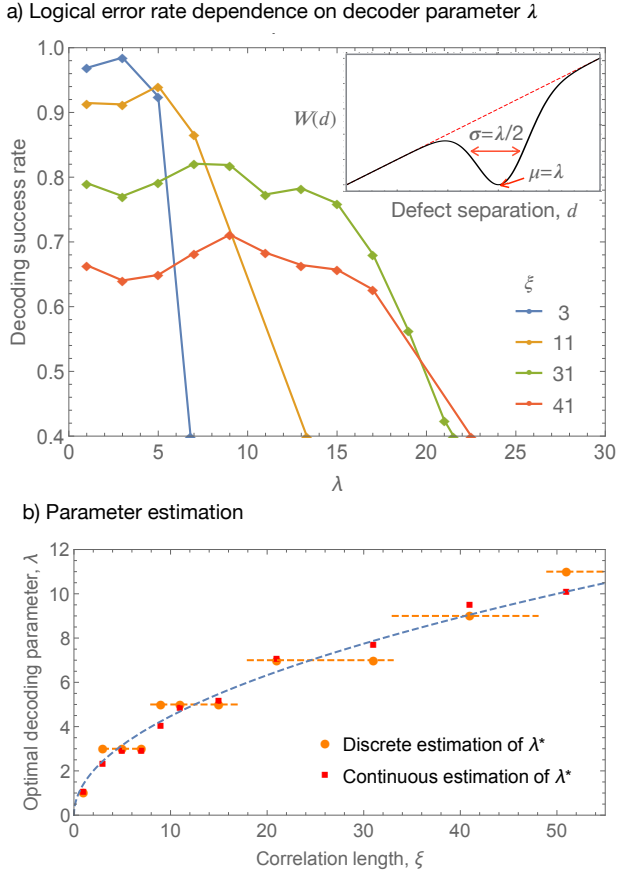 a) Logical error rate dependence on decoder parameter λ
1.0
0.9
0.8
0.7
0.6
0.5
0.4
Decoding success rate
0 5 10 15 20 25 30
λ
W(d)
σ=λ/2
μ=λ
Defect separation, d
ξ
3
11
31
41
b) Parameter estimation
12
10
8
6
4
2
0
Optimal decoding parameter, λ
0 10 20 30 40 50
Correlation length, ξ
Discrete estimation of λ*
Continuous estimation of λ*